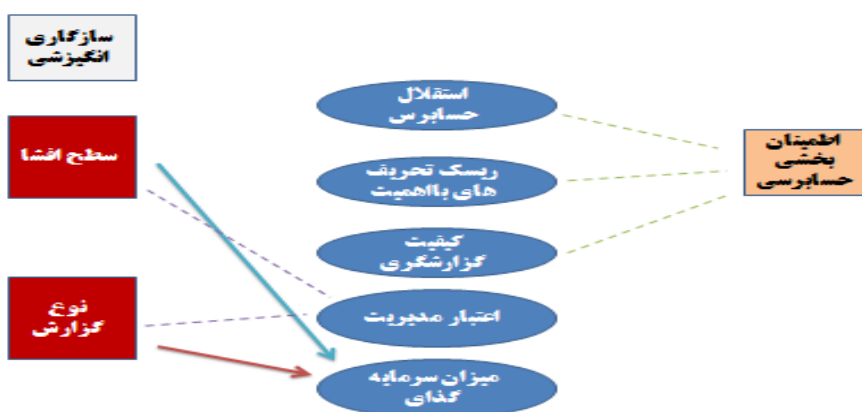 سازگاری
انگیزشی
سطح افشا
نوع
گزارش
استقلال
حسابرس
ریسک تحریف
های بااهمیت
کیفیت
گزارشگری
اعتبار مدیریت
میزان سرمایه
گذای
اطمینان
بخشی
حسابرسی